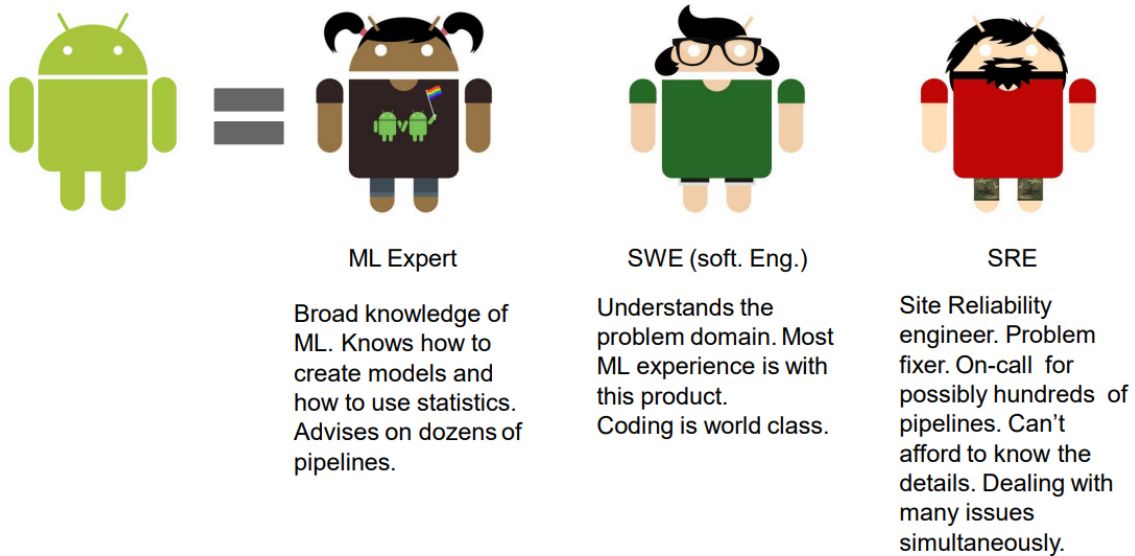 ML Expert
Broad knowledge of
ML. Knows how to
create models and
how to use statistics.
Advises on dozens of
pipelines.
SWE (soft. Eng.)
Understands the
problem domain. Most
ML experience is with
this product.
Coding is world class.
SRE
Site Reliability
engineer. Problem
fixer. On-call for
possibly hundreds of
pipelines. Can’t
afford to know the
details. Dealing with
many issues
simultaneously.